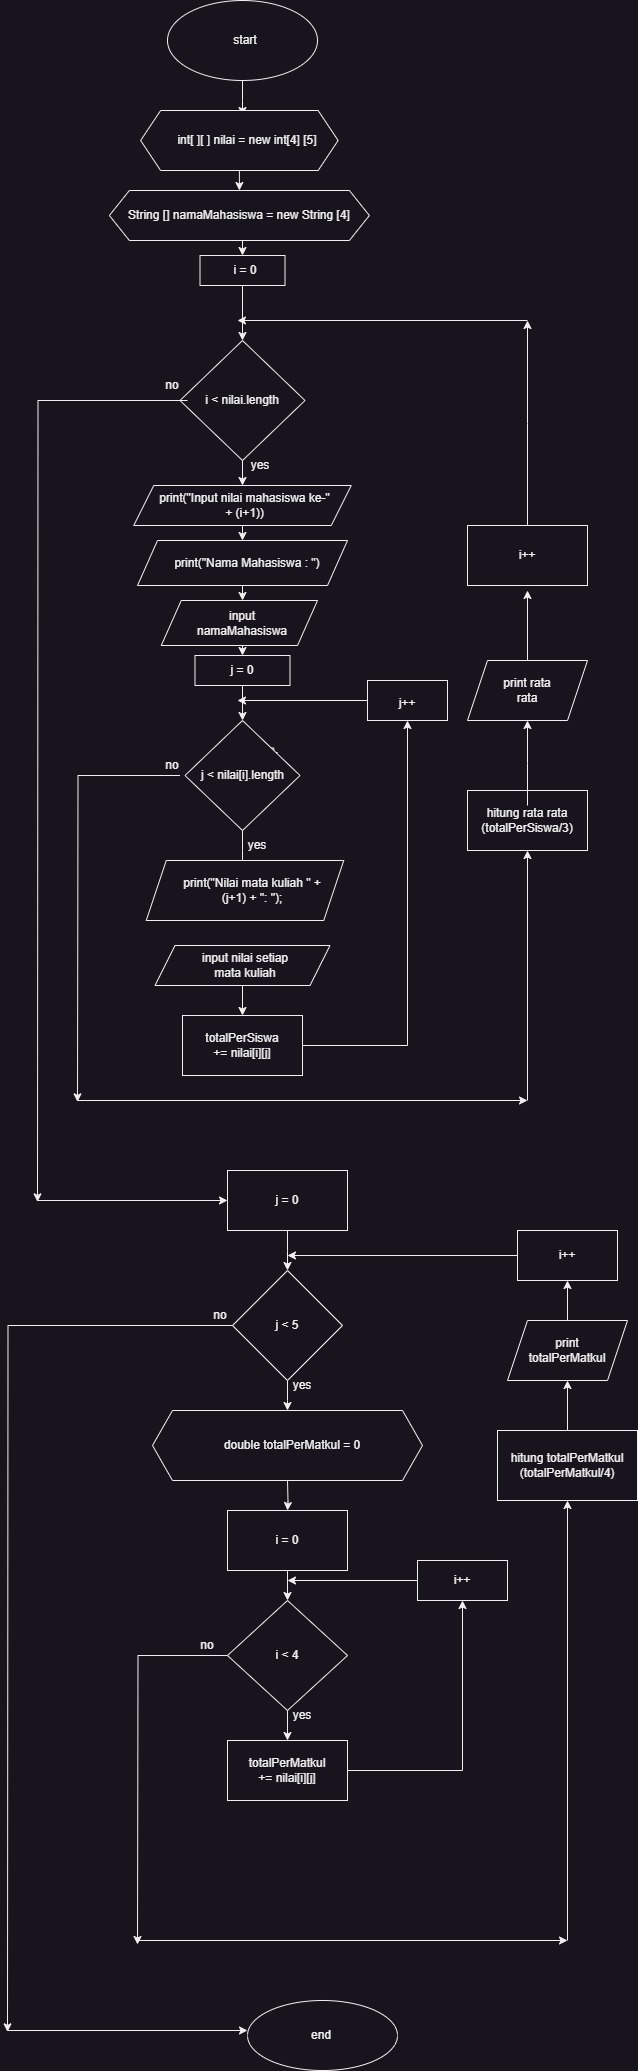 start
int[ ][ ] nilai = new int[4] [5]
String [] namaMahasiswa = new String [4]
i = 0
no
i < nilai.length
yes
print("Input nilai mahasiswa ke-"
+ (i+1))
i++
print("Nama Mahasiswa : ")
input
namaMahasiswa
j = 0
print rata
rata
j++
no
j < nilai[i].length
hitung rata rata
(totalPerSiswa/3)
yes
print("Nilai mata kuliah " +
(j+1) + ": ");
input nilai setiap
mata kuliah
totalPerSiswa
+= nilai[i][j]
j = 0
j++
no
j < 5
print
totalPerMatkul
yes
double totalPerMatkul = 0
hitung totalPerMatkul
(totalPerMatkul/4)
i = 0
i++
no
i < 4
yes
totalPerMatkul
+= nilai[i][j]
end